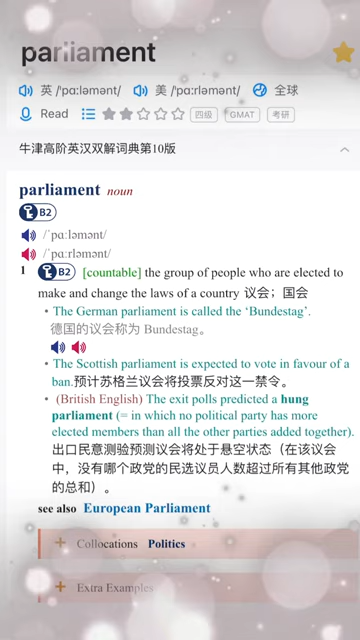 parliament
英 /ˈpɑːləmənt/ 美 /ˈpɑːrləmənt/ 全球
Read 四级 GMAT 考研
牛津高阶英汉双解词典第10版
parliament noun
B2
/ˈpɑːləmənt/
/ˈpɑːrləmənt/
1 B2 [countable] the group of people who are elected to
make and change the laws of a country 议会；国会
• The German parliament is called the ‘Bundestag’.
德国的议会称为 Bundestag。
• The Scottish parliament is expected to vote in favour of a
ban.预计苏格兰议会将投票反对这一禁令。
• (British English) The exit polls predicted a hung
parliament (= in which no political party has more
elected members than all the other parties added together).
出口民意测验预测议会将处于悬空状态（在该议会
中，没有哪个政党的民选议员人数超过所有其他政党
的总和）。
see also European Parliament
+ Collocations Politics
+ Extra Examples